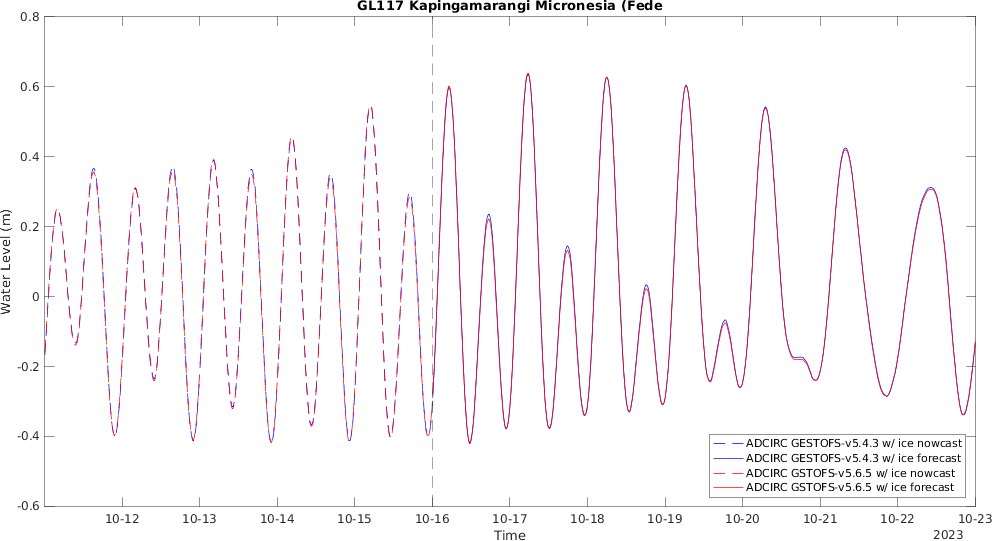 GL117 Kapingamarangi Micronesia (Fede
Water Level (m)
0.8
0.6
0.4
0.2
0
-0.2
-0.4
-0.6
10-12 10-13 10-14 10-15 10-16 10-17 10-18 10-19 10-20 10-21 10-22 10-23
Time
2023
ADCIRC GESTOFS-v5.4.3 w/ ice nowcast
ADCIRC GESTOFS-v5.4.3 w/ ice forecast
ADCIRC GSTOFS-v5.6.5 w/ ice nowcast
ADCIRC GSTOFS-v5.6.5 w/ ice forecast